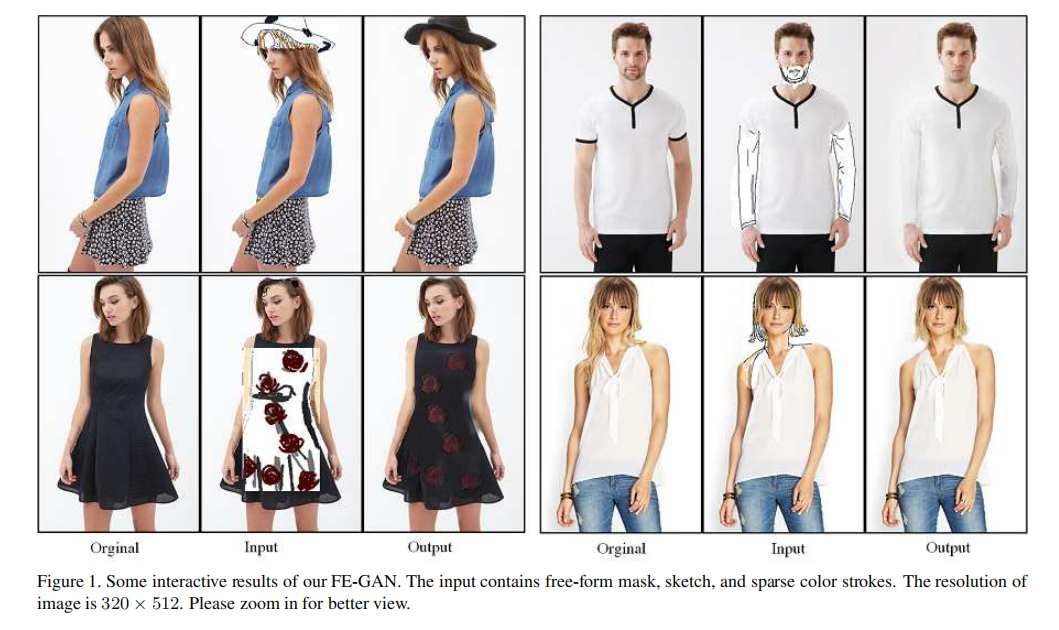 Orginal Input Output Orginal Input Output
Figure 1. Some interactive results of our FE-GAN. The input contains free-form mask, sketch, and sparse color strokes. The resolution of
image is 320 × 512. Please zoom in for better view.